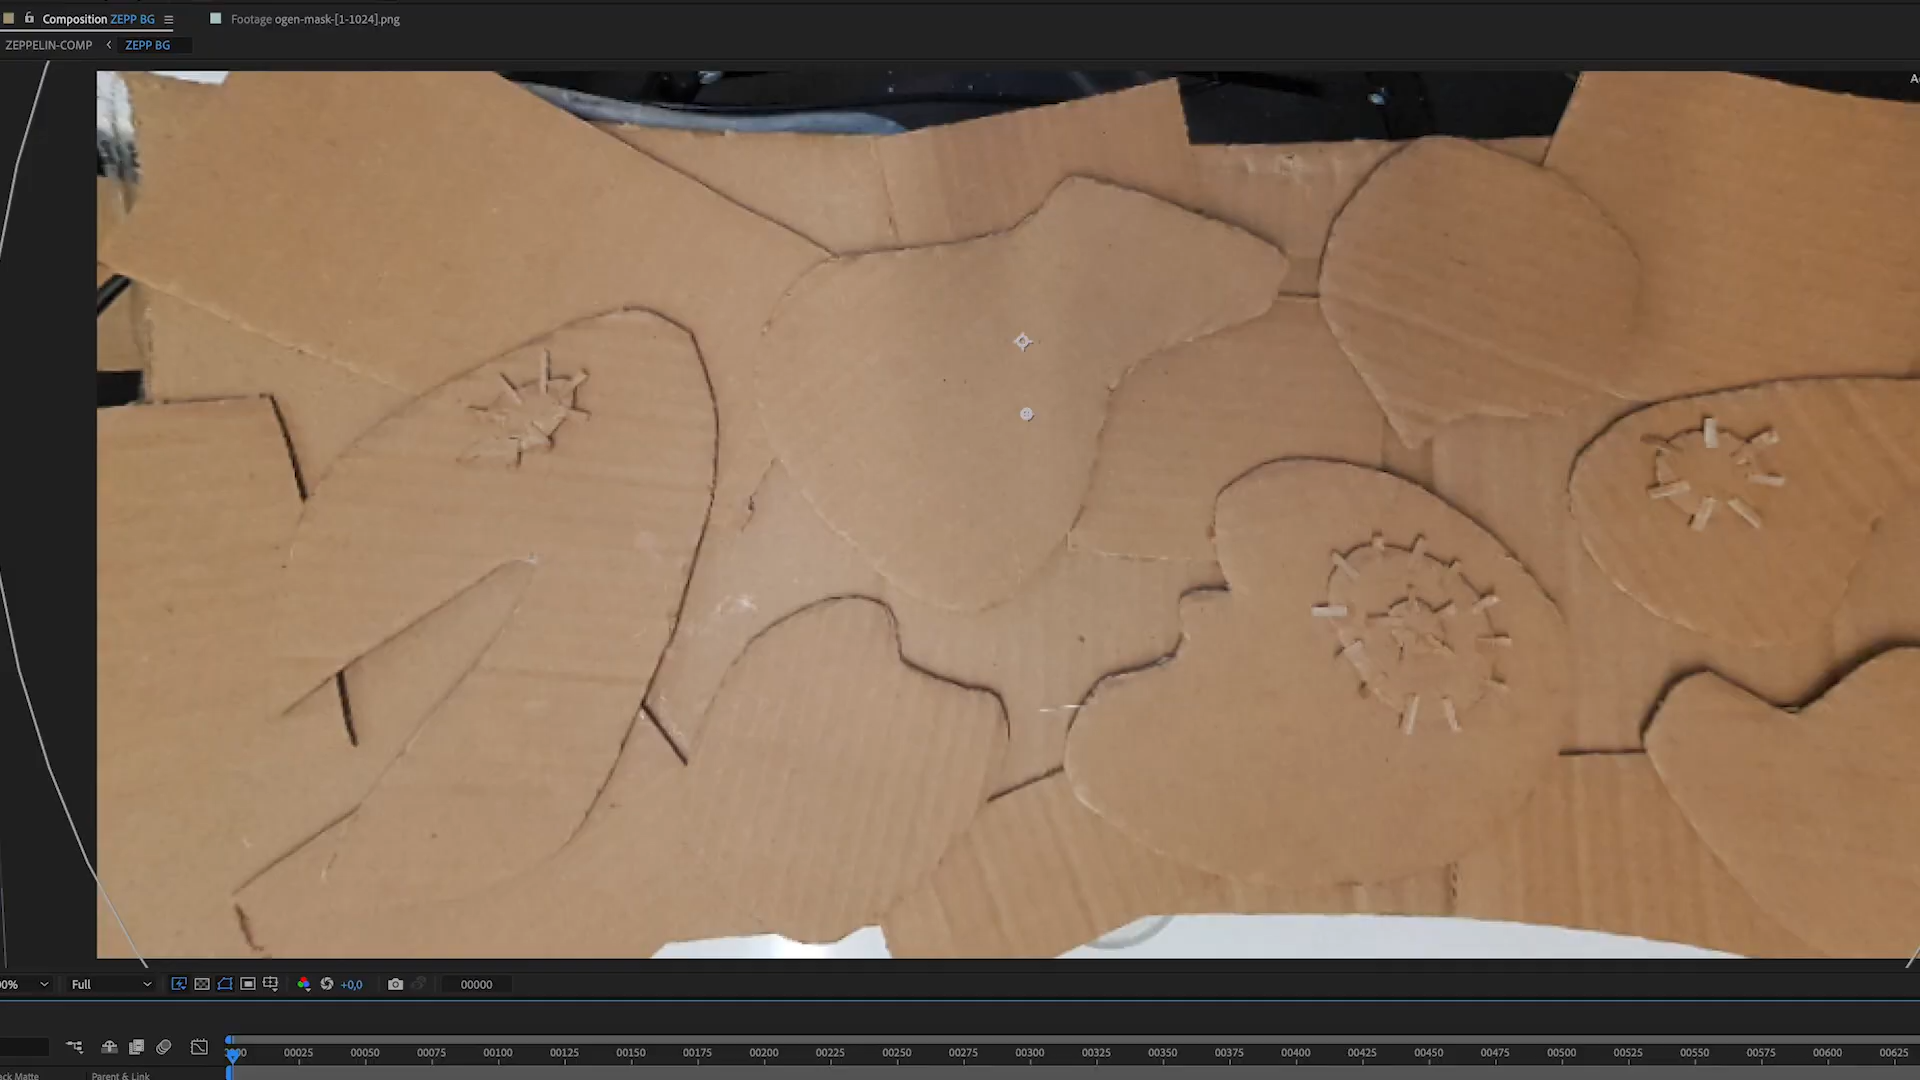 Composition ZEPP BG
Footage ogen-mask-[1-1024].png
ZEPPELIN-COMP
ZEPP BG
Full
+0,0
00000
00025 00050 00075 00100 00125 00150 00175 00200 00225 00250 00275 00300 00325 00350 00375 00400 00425 00450 00475 00500 00525 00550 00575 00600 00625
Parent & Link